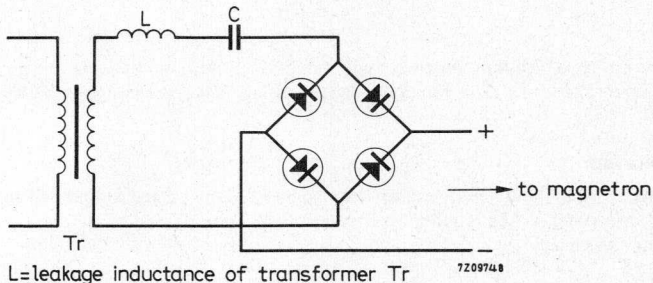 L
C
+
to magnetron
−
Tr
L=leakage inductance of transformer Tr
7Z09748